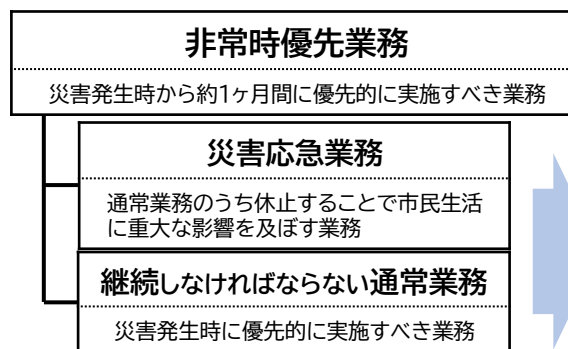 非常時優先業務
災害発生時から約1ヶ月間に優先的に実施すべき業務
災害応急業務
通常業務のうち休止することで市民生活
に重大な影響を及ぼす業務
継続しなければならない通常業務
災害発生時に優先的に実施すべき業務